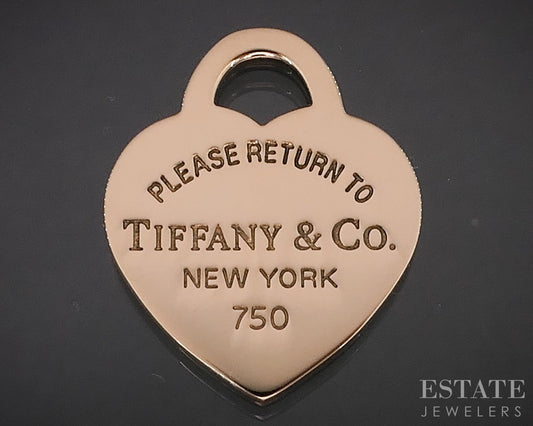 PLEASE RETURN TO
TIFFANY & CO.
NEW YORK
750
ESTATE
JEWELERS